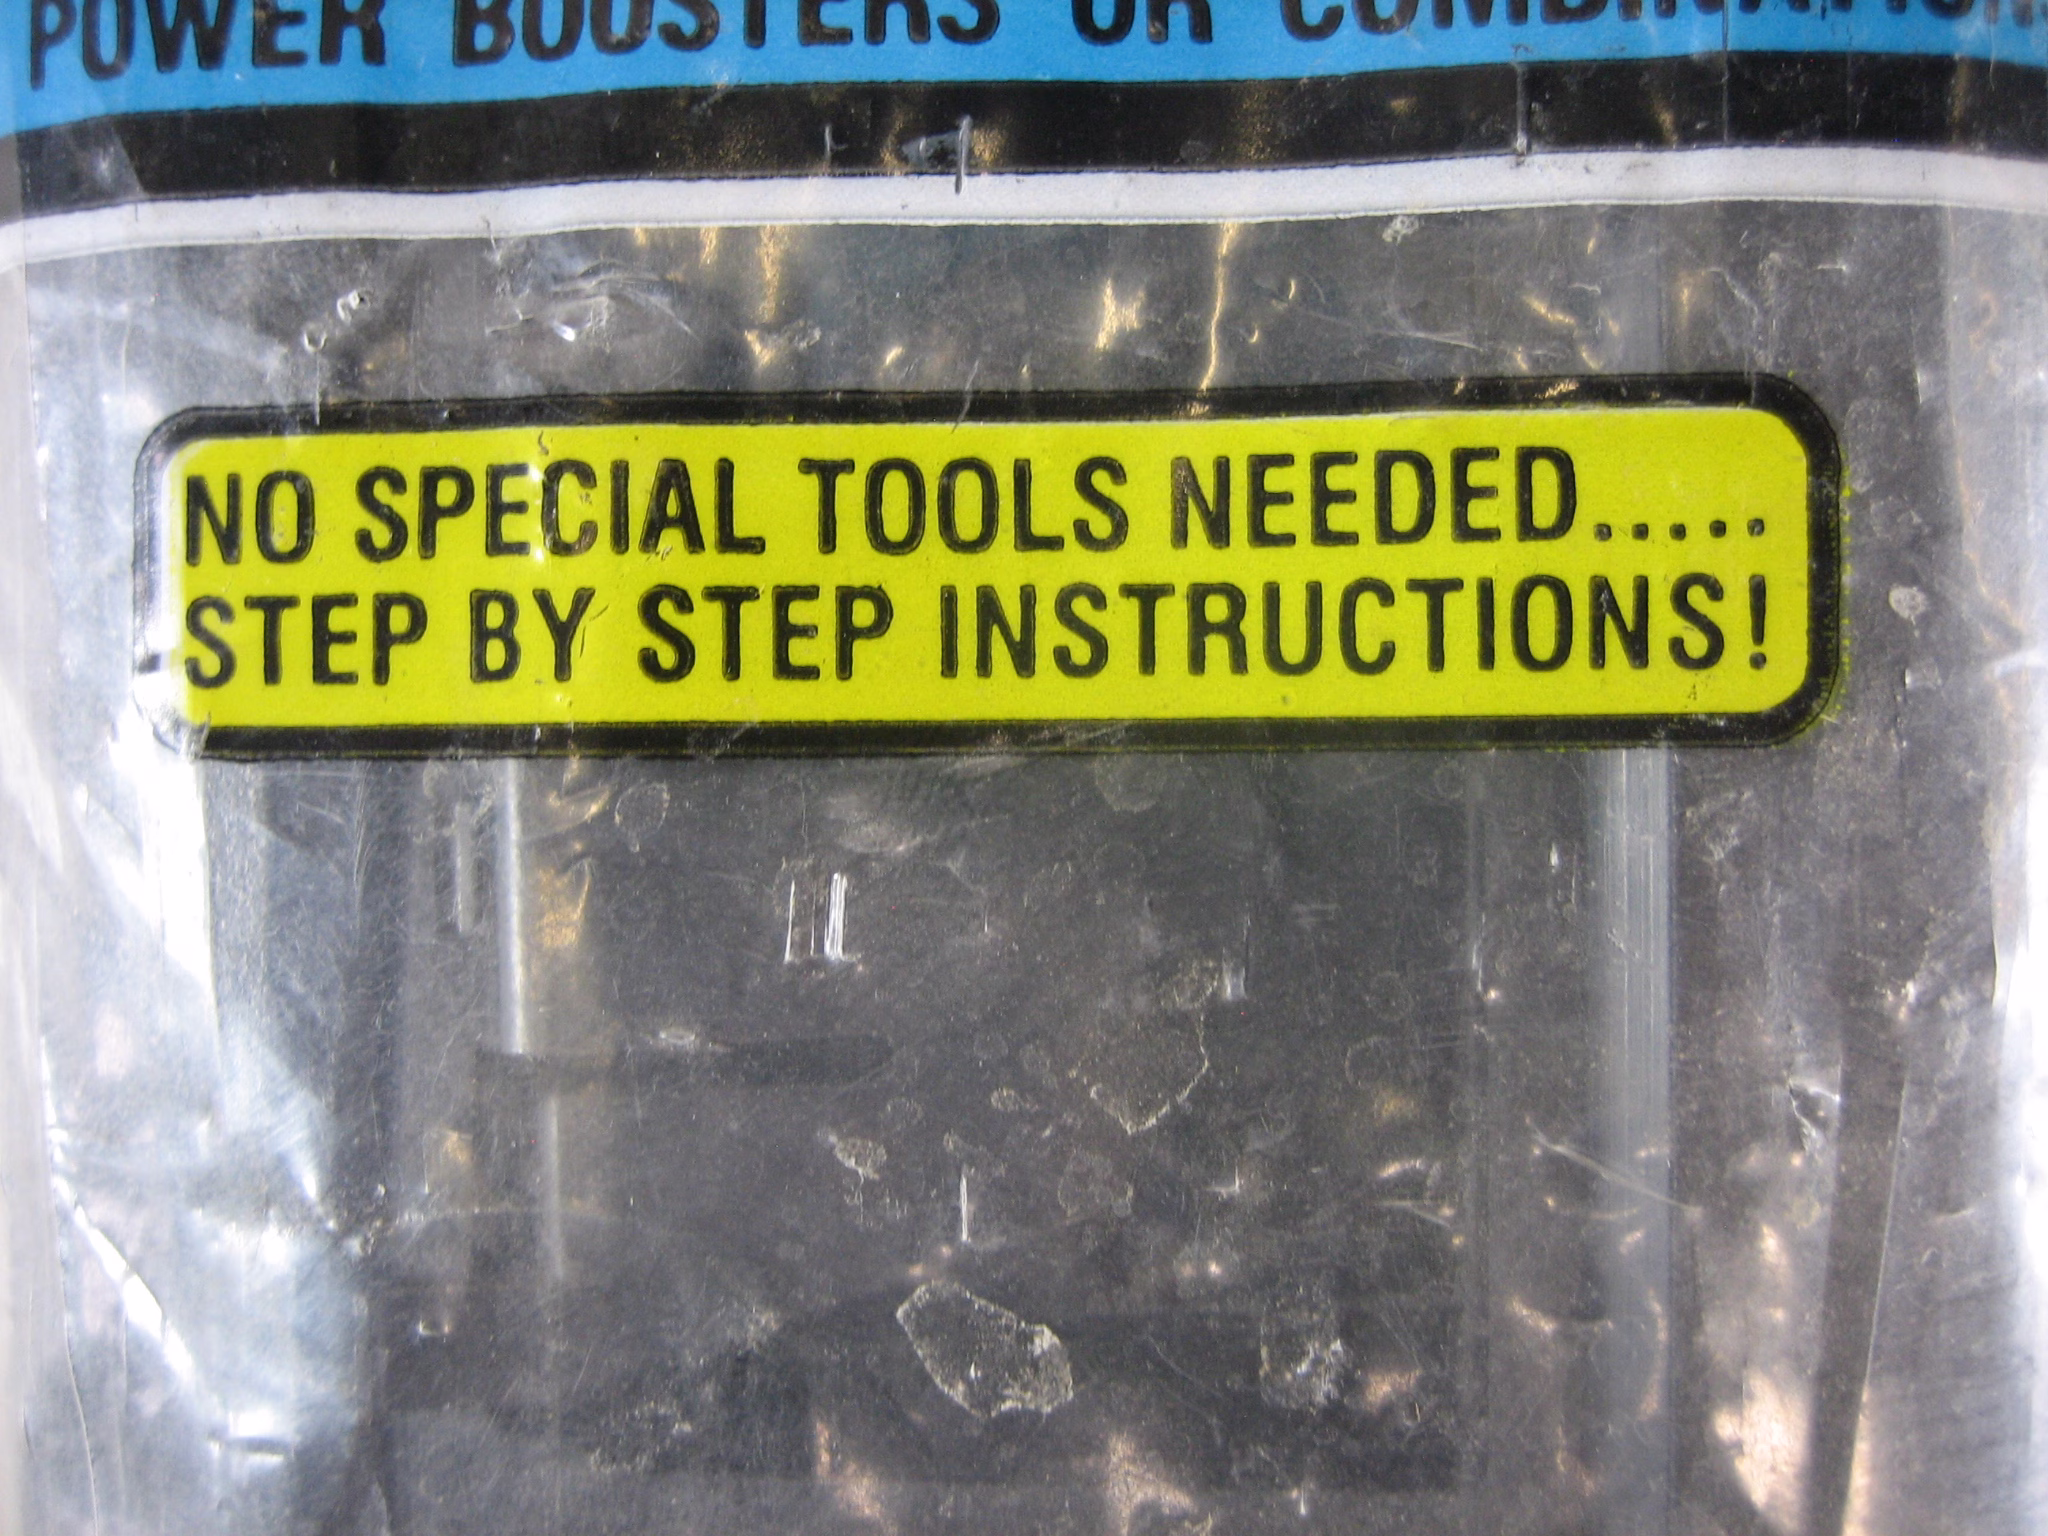 POWER BOOSTERS OR
NO SPECIAL TOOLS NEEDED.....
STEP BY STEP INSTRUCTIONS!